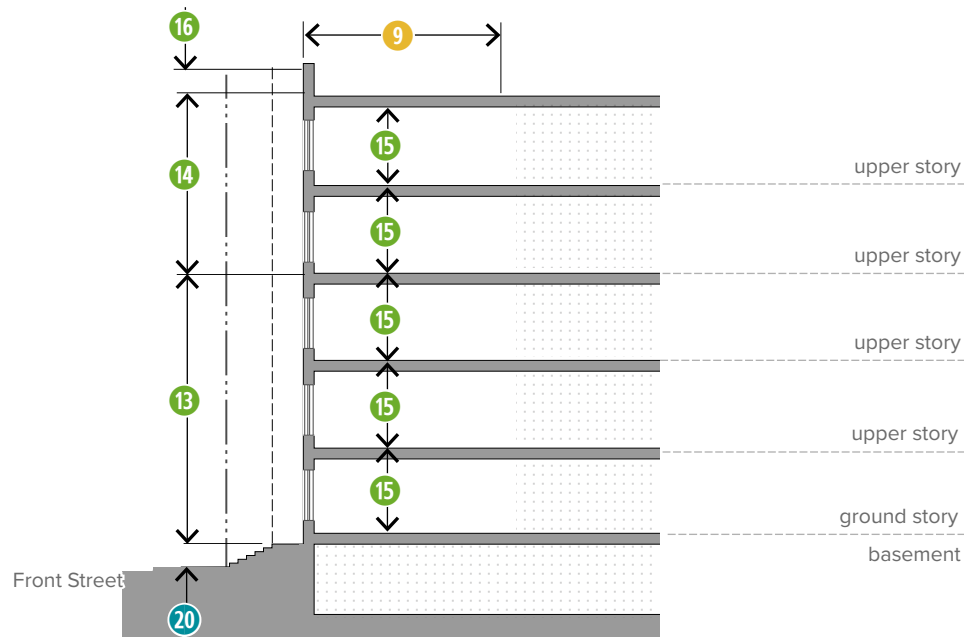 16
9
15
14
upper story
15
upper story
15
upper story
13
15
upper story
15
ground story
basement
Front Street
20